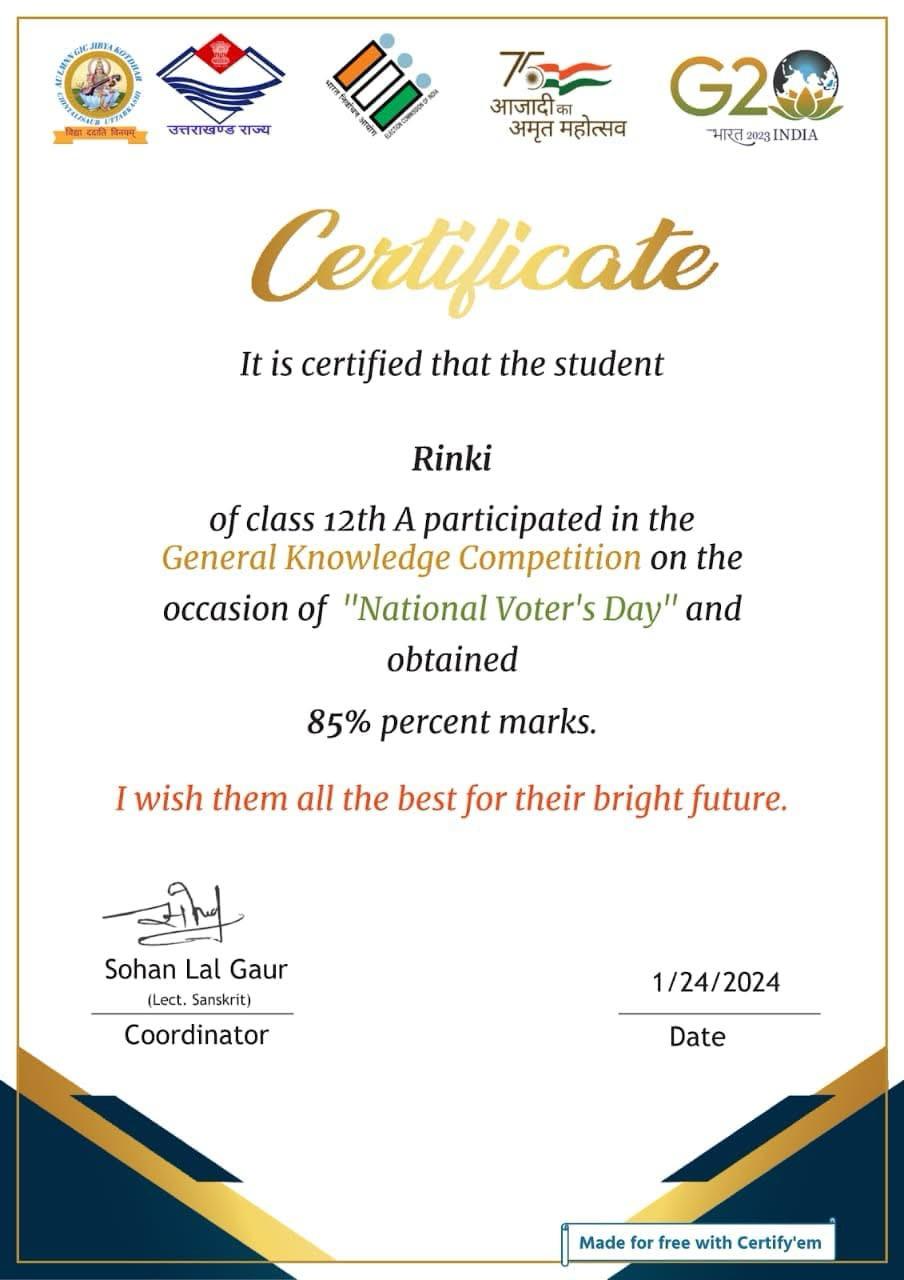 AU LMNN GIC JIBYA KOTDHAR
CHINYALISAUR UTTARKASHI
विद्या ददाति विनयम्
उत्तराखण्ड राज्य
भारत निर्वाचन आयोग
ELECTION COMMISSION OF INDIA
75
आज़ादी का
अमृत महोत्सव
G20
भारत 2023 INDIA
Certificate
It is certified that the student
Rinki
of class 12th A participated in the
General Knowledge Competition on the
occasion of "National Voter's Day" and
obtained
85% percent marks.
I wish them all the best for their bright future.
Sohan Lal Gaur
(Lect. Sanskrit)
Coordinator
1/24/2024
Date
Made for free with Certify'em